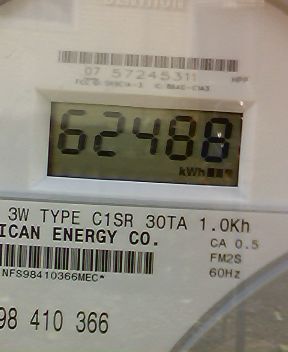 07 57245311
62488
kWh
3W TYPE C1SR 30TA 1.0Kh
ICAN ENERGY CO.
CA 0.5
FM2S
NFS98410366MEC*
60Hz
98 410 366